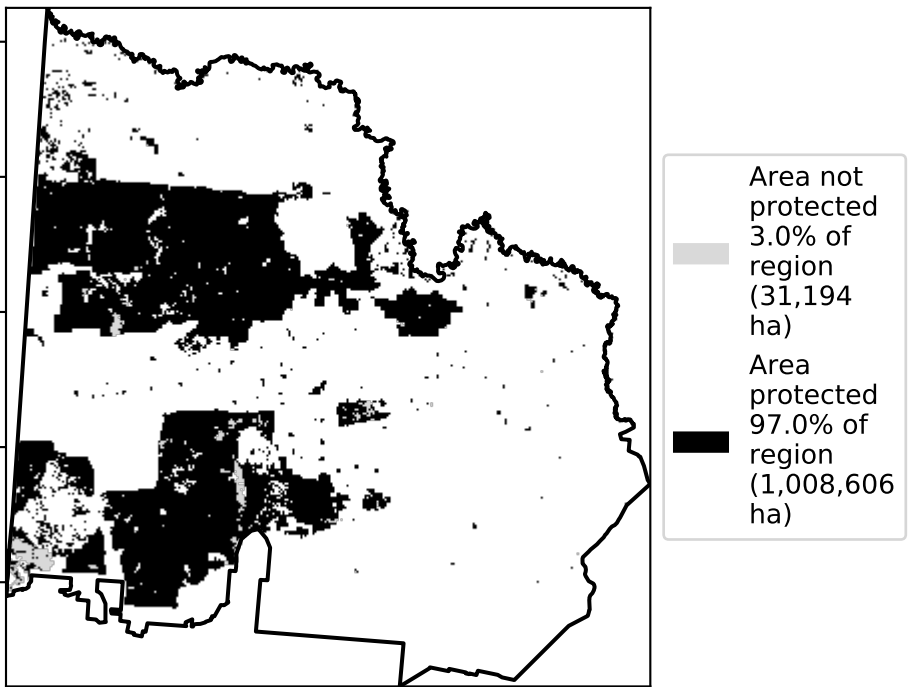 Area not
protected
3.0% of
region
(31,194
ha)
Area
protected
97.0% of
region
(1,008,606
ha)